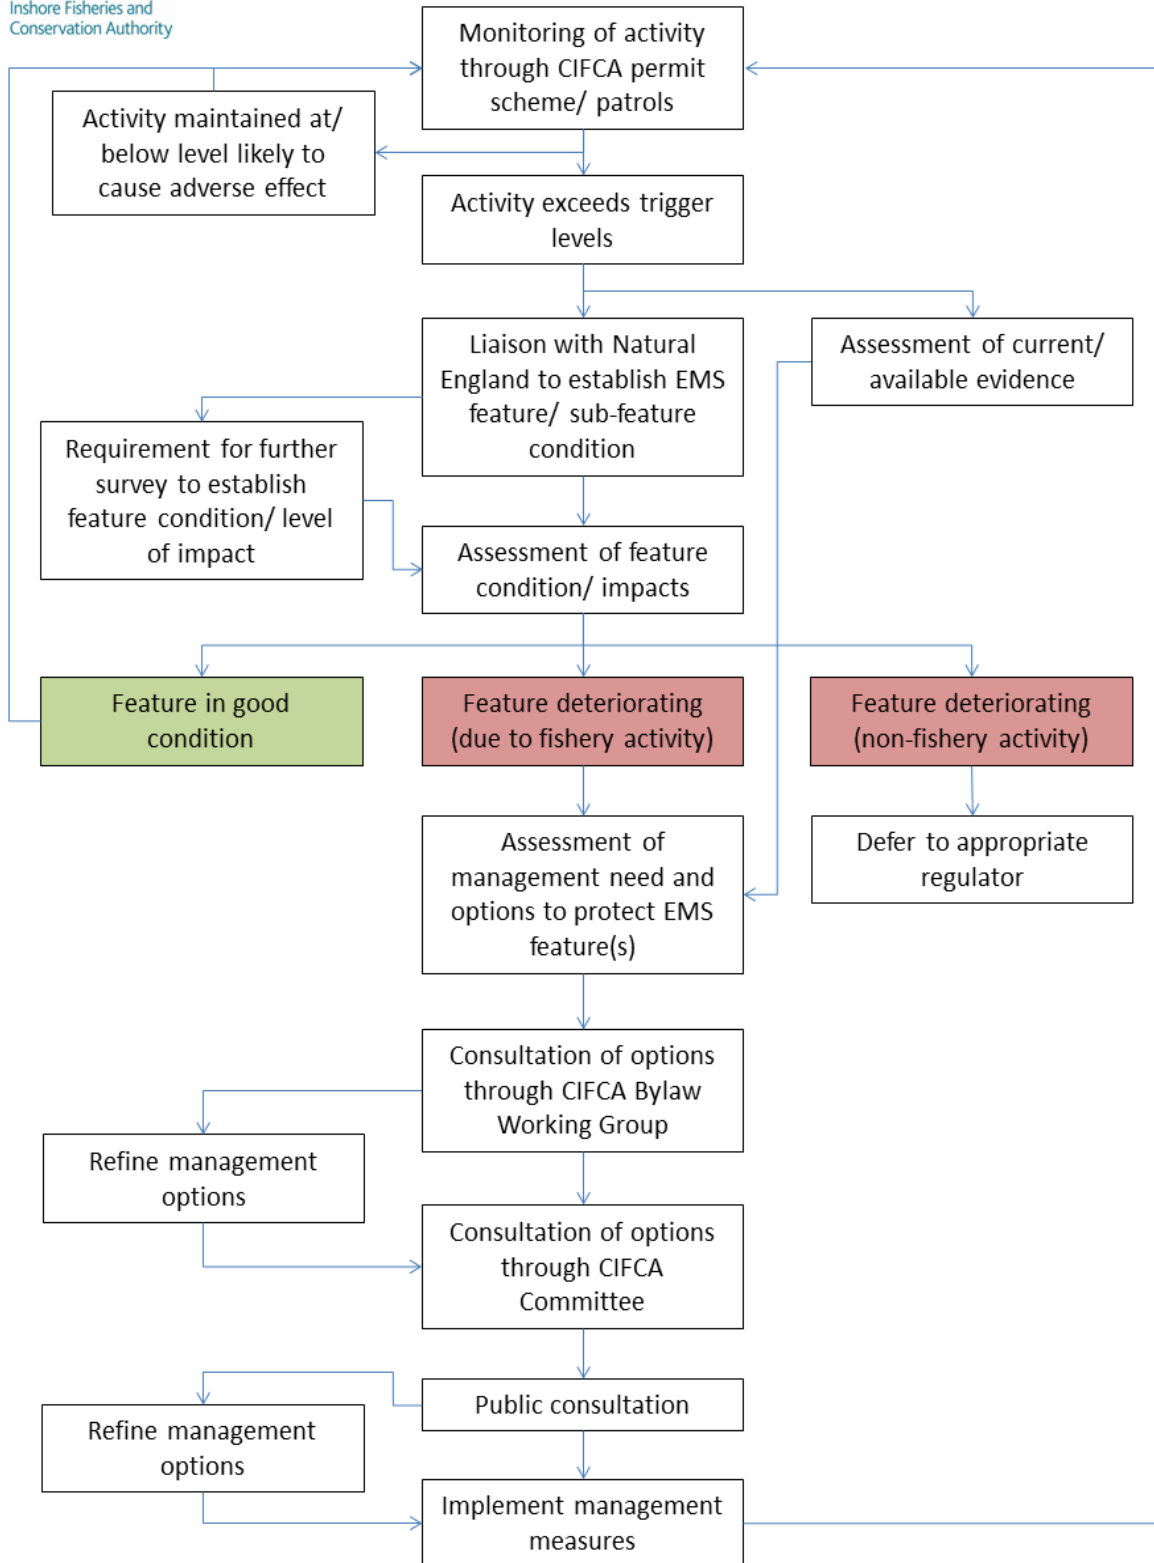 Inshore Fisheries and
Conservation Authority
Monitoring of activity
through CIFCA permit
scheme/ patrols
Activity maintained at/
below level likely to
cause adverse effect
Activity exceeds trigger
levels
Liaison with Natural
England to establish EMS
feature/ sub-feature
condition
Assessment of current/
available evidence
Requirement for further
survey to establish
feature condition/ level
of impact
Assessment of feature
condition/ impacts
Feature in good
condition
Feature deteriorating
(due to fishery activity)
Feature deteriorating
(non-fishery activity)
Assessment of
management need and
options to protect EMS
feature(s)
Defer to appropriate
regulator
Consultation of options
through CIFCA Bylaw
Working Group
Refine management
options
Consultation of options
through CIFCA
Committee
Public consultation
Refine management
options
Implement management
measures